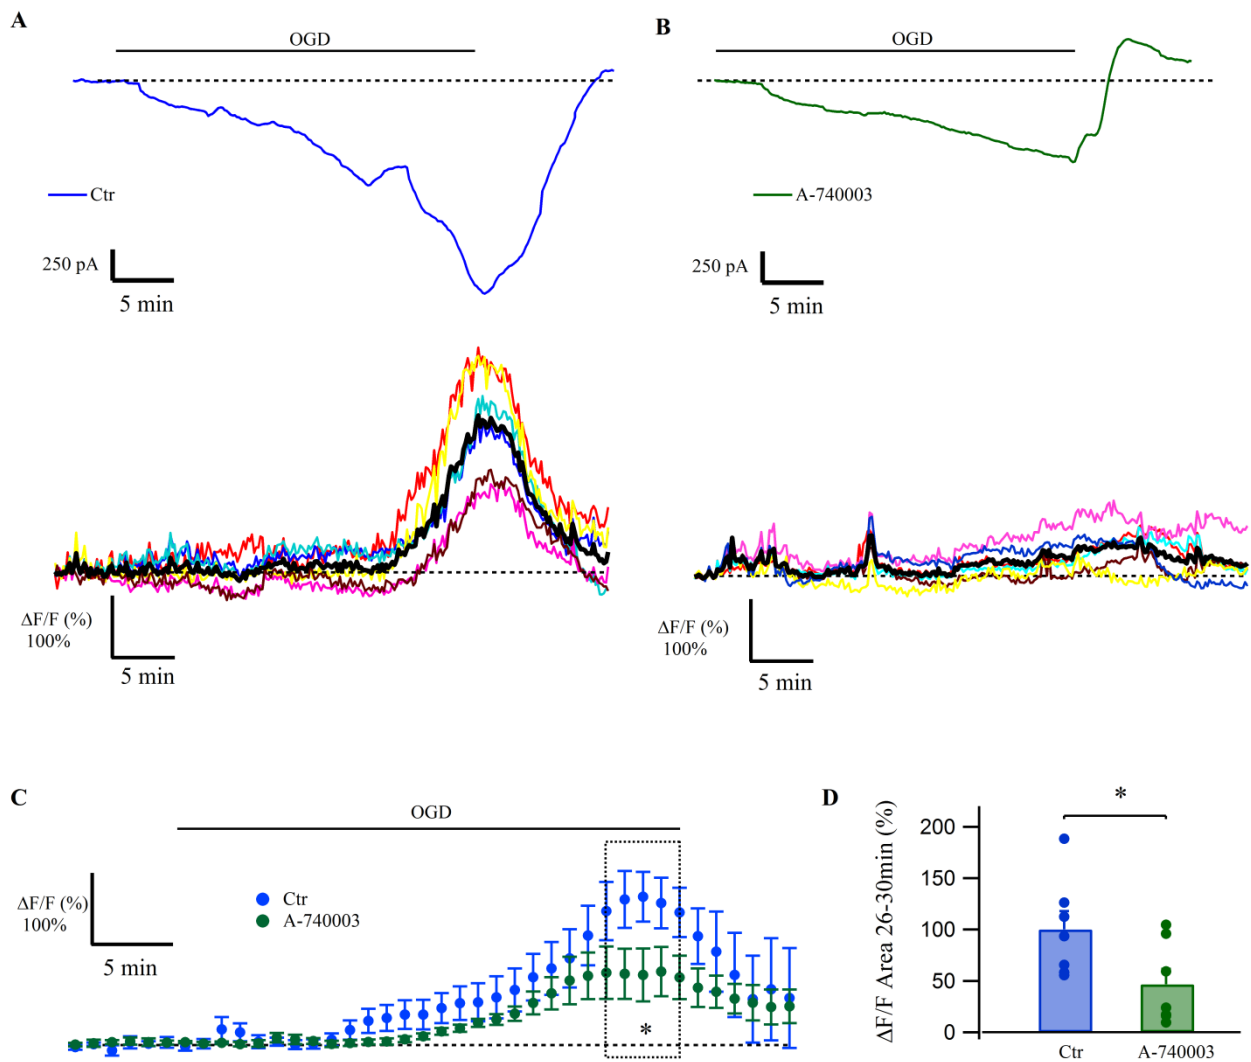 A
OGD
Ctr
250 pA
5 min
ΔF/F (%)
100%
5 min
B
OGD
A-740003
250 pA
5 min
ΔF/F (%)
100%
5 min
C
OGD
ΔF/F (%)
100%
5 min
Ctr
A-740003
*
D
*
ΔF/F Area 26-30min (%)
200
150
100
50
0
Ctr
A-740003